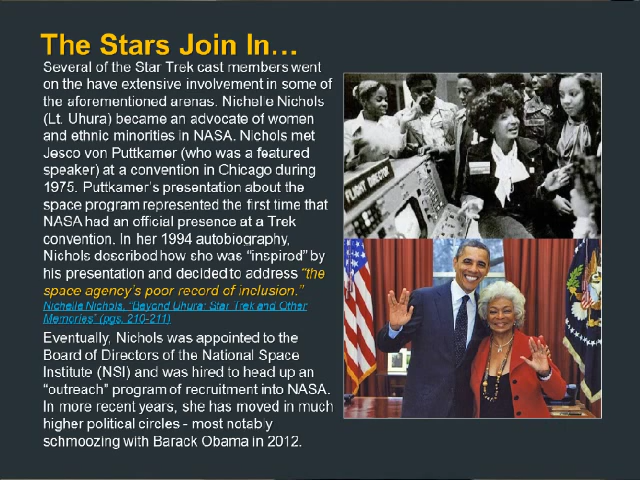 The Stars Join In…
Several of the Star Trek cast members went
on the have extensive involvement in some of
the aforementioned arenas. Nichelle Nichols
(Lt. Uhura) became an advocate of women
and ethnic minorities in NASA. Nichols met
Jesco von Puttkamer (who was a featured
speaker) at a convention in Chicago during
1975. Puttkamer's presentation about the
space program represented the first time that
NASA had an official presence at a Trek
convention. In her 1994 autobiography,
Nichols described how she was “inspired” by
his presentation and decided to address “the
space agency's poor record of inclusion.”
Nichelle Nichols, “Beyond Uhura: Star Trek and Other
Memories” (pgs. 210-211)
Eventually, Nichols was appointed to the
Board of Directors of the National Space
Institute (NSI) and was hired to head up an
“outreach” program of recruitment into NASA.
In more recent years, she has moved in much
higher political circles - most notably
schmoozing with Barack Obama in 2012.
FLIGHT DIRECTOR